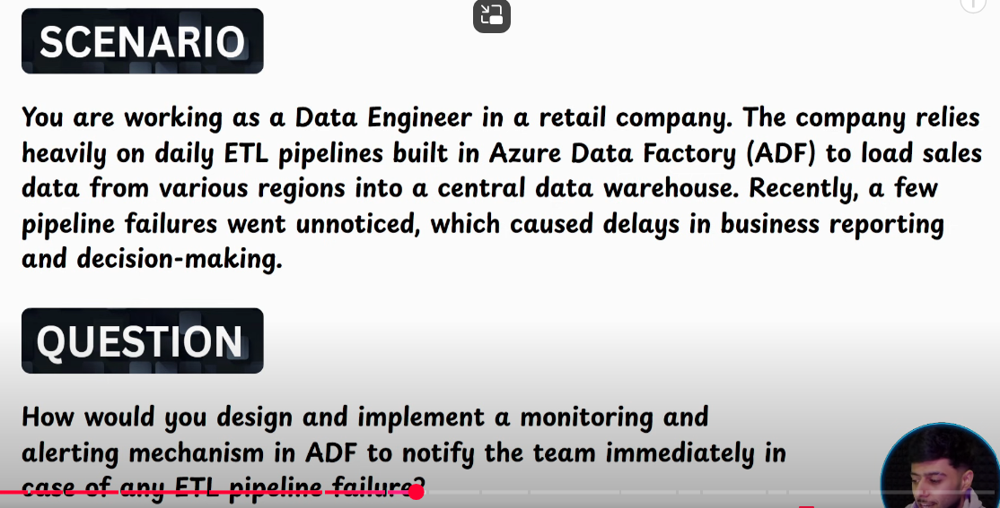 SCENARIO
You are working as a Data Engineer in a retail company. The company relies
heavily on daily ETL pipelines built in Azure Data Factory (ADF) to load sales
data from various regions into a central data warehouse. Recently, a few
pipeline failures went unnoticed, which caused delays in business reporting
and decision-making.
QUESTION
How would you design and implement a monitoring and
alerting mechanism in ADF to notify the team immediately in
case of any ETL pipeline failure?